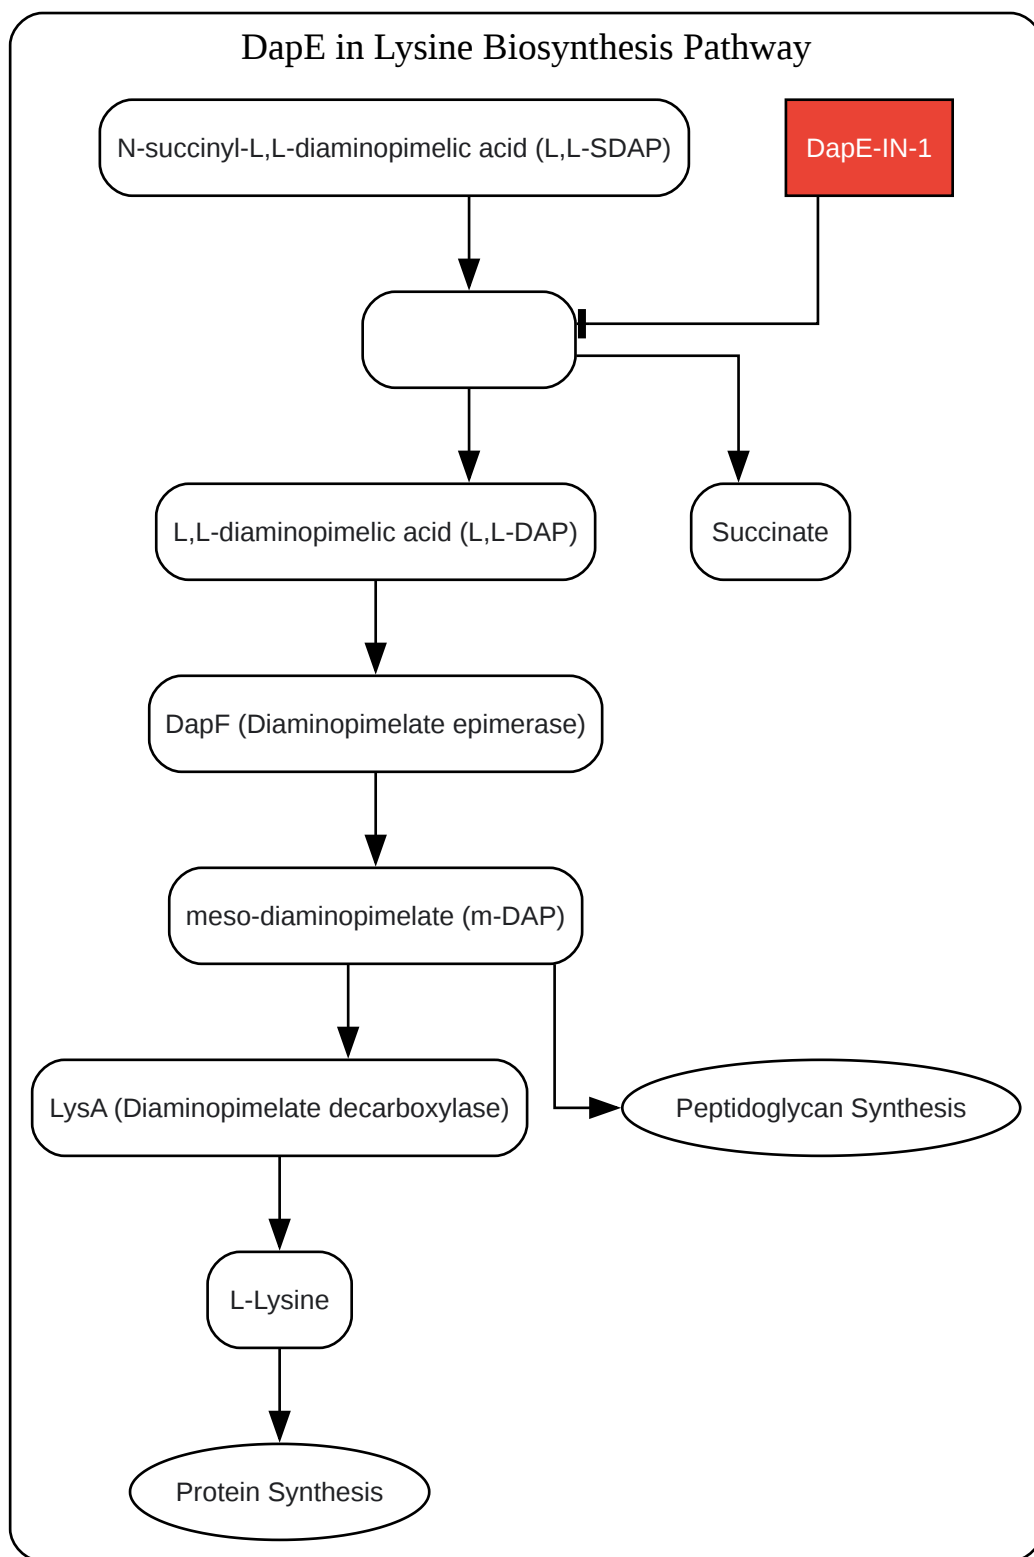 DapE in Lysine Biosynthesis Pathway
N-succinyl-L,L-diaminopimelic acid (L,L-SDAP)
DapE-IN-1
L,L-diaminopimelic acid (L,L-DAP)
Succinate
DapF (Diaminopimelate epimerase)
meso-diaminopimelate (m-DAP)
LysA (Diaminopimelate decarboxylase)
Peptidoglycan Synthesis
L-Lysine
Protein Synthesis